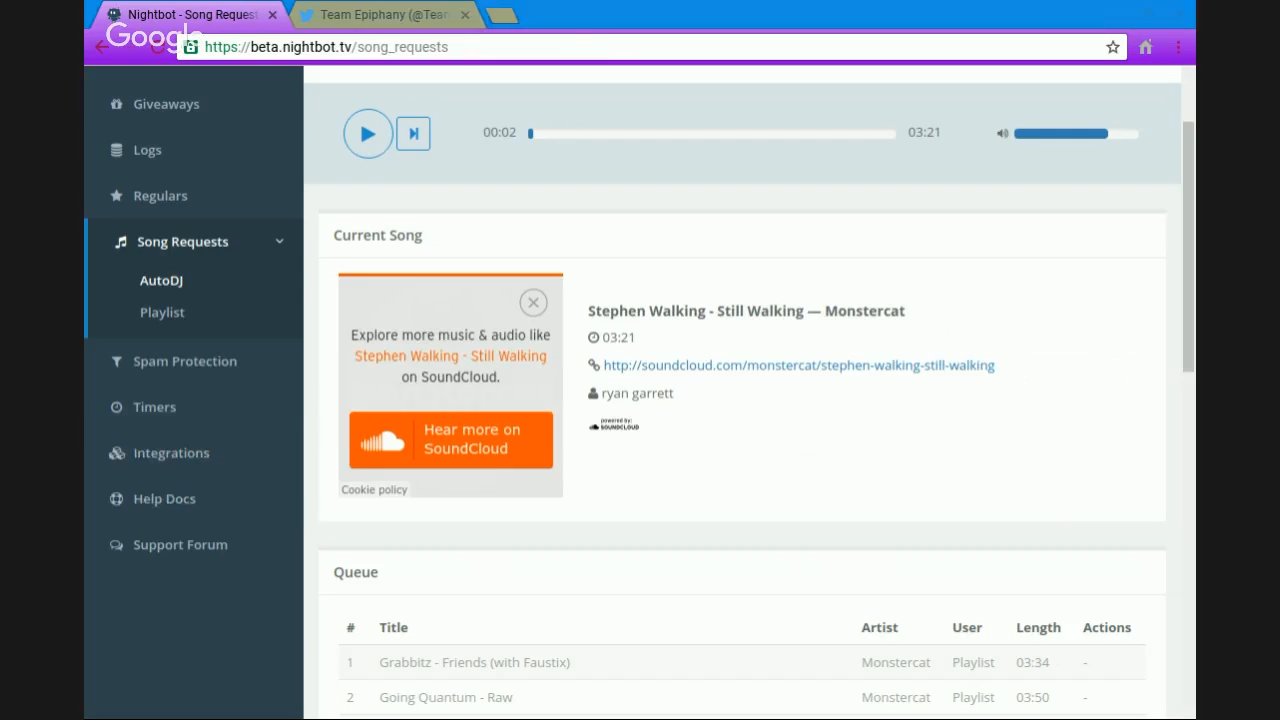 Nightbot - Song Request
Team Epiphany (@Team
Google
https://beta.nightbot.tv/song_requests
Giveaways
Logs
Regulars
Song Requests
AutoDJ
Playlist
Spam Protection
Timers
Integrations
Help Docs
Support Forum
00:02
03:21
Current Song
Explore more music & audio like
Stephen Walking - Still Walking
on SoundCloud.
Hear more on
SoundCloud
Cookie policy
Stephen Walking - Still Walking — Monstercat
03:21
http://soundcloud.com/monstercat/stephen-walking-still-walking
ryan garrett
powered by:
SOUNDCLOUD
Queue
# Title Artist User Length Actions
1 Grabbitz - Friends (with Faustix) Monstercat Playlist 03:34 -
2 Going Quantum - Raw Monstercat Playlist 03:50 -